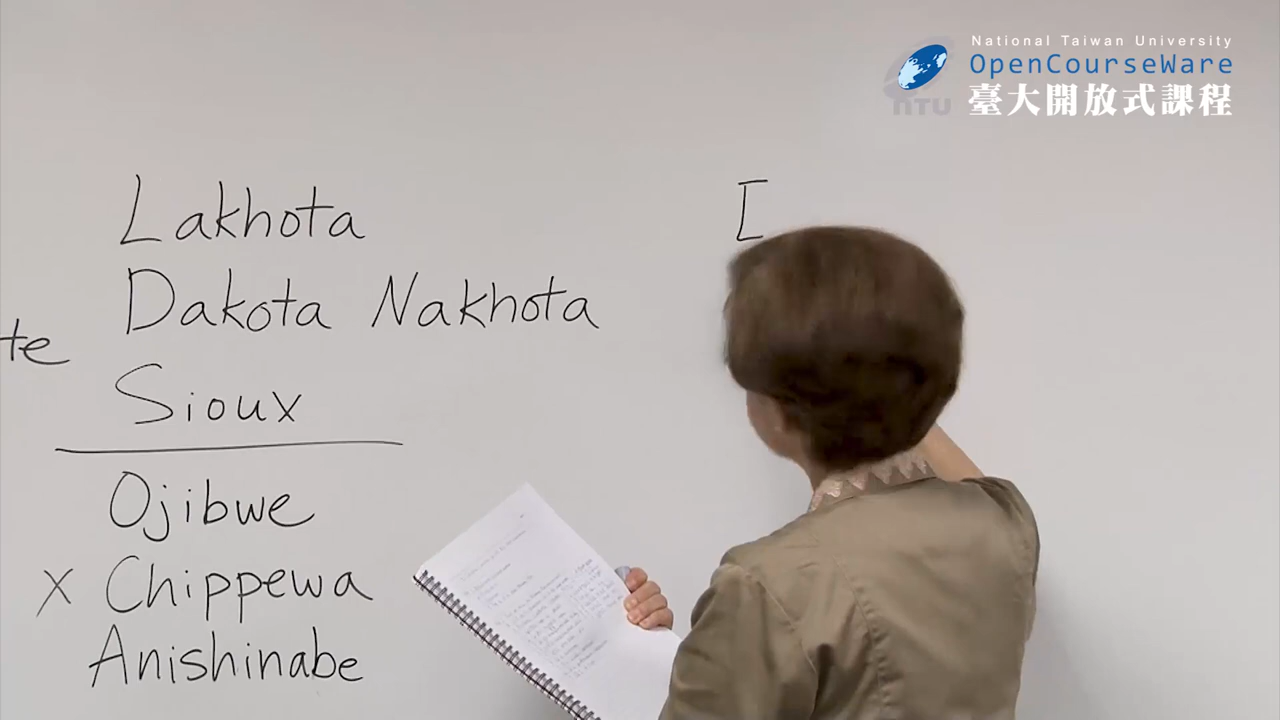 National Taiwan University
OpenCourseWare
NTU
臺大開放式課程
Lakhota
Dakota Nakhota
te
Sioux
Ojibwe
x Chippewa
Anishinabe
[